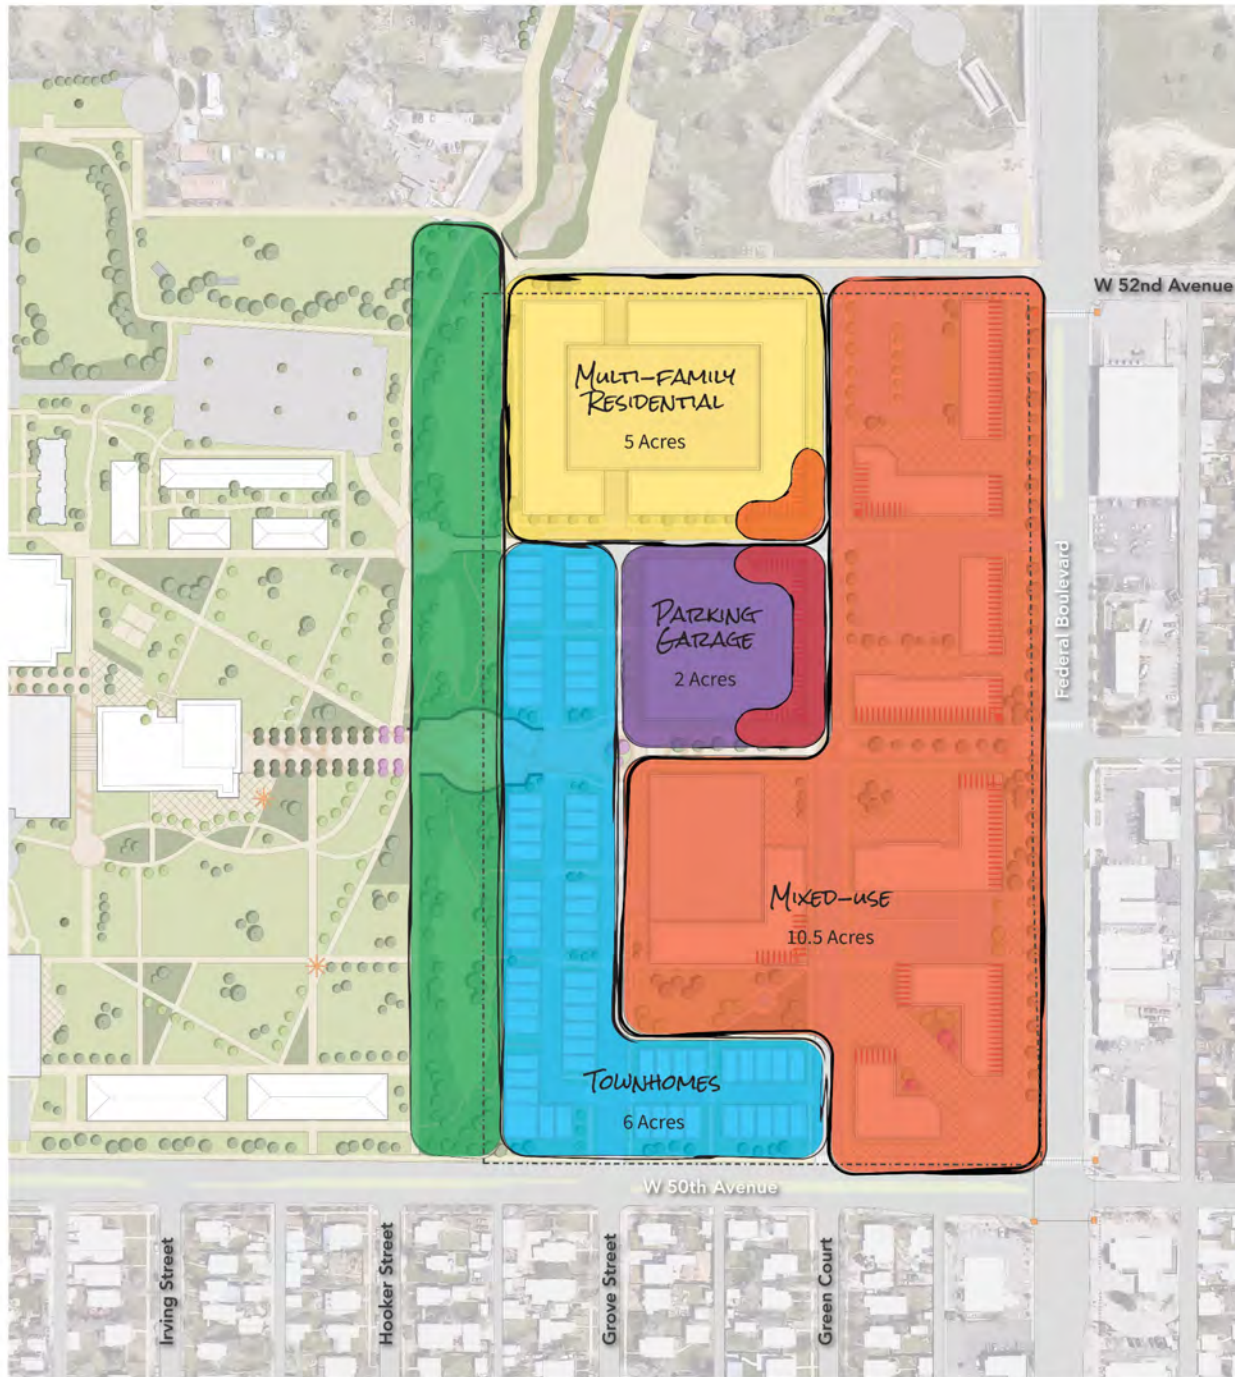 W 52nd Avenue
MULTI-FAMILY
RESIDENTIAL
5 Acres
PARKING
GARAGE
2 Acres
Federal Boulevard
MIXED-USE
10.5 Acres
TOWNHOMES
6 Acres
W 50th Avenue
Irving Street
Hooker Street
Grove Street
Green Court